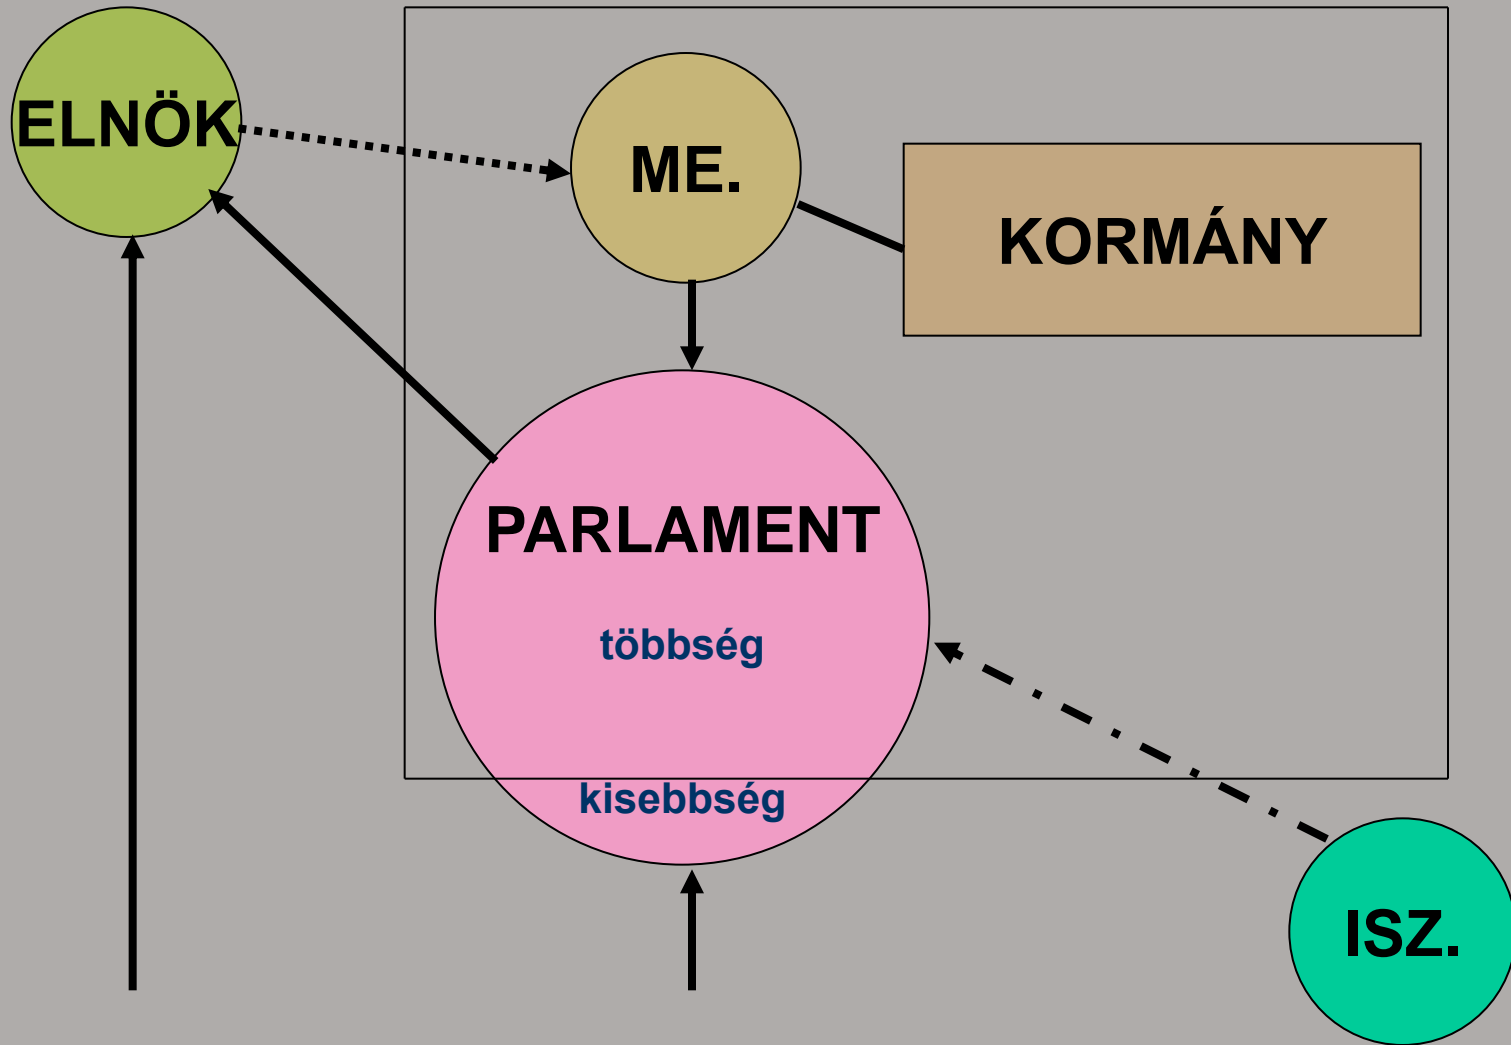 ELNÖK
ME.
KORMÁNY
PARLAMENT
többség
kisebbség
ISZ.